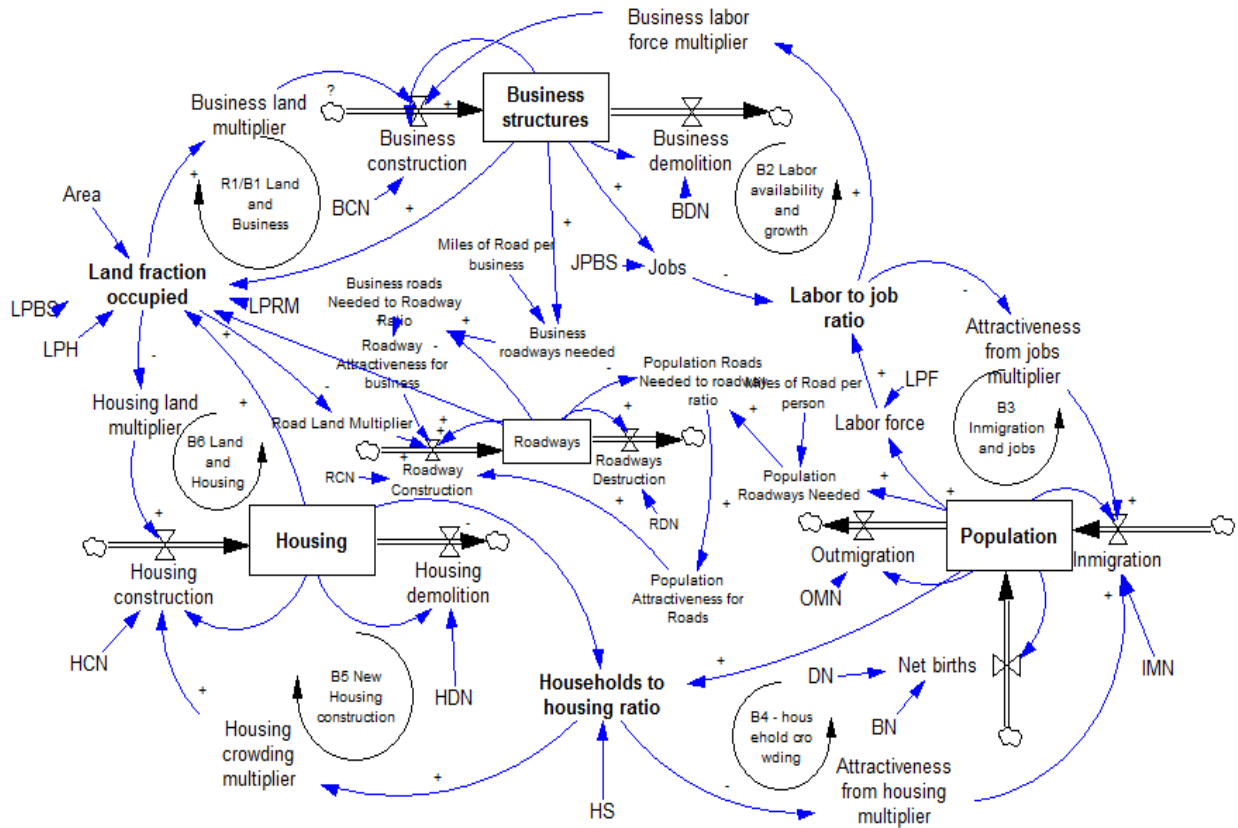 Business labor
force multiplier
?
Business land
multiplier
+
Business
structures
Business
construction
Business
demolition
+
R1/B1 Land
and
Business
B2 Labor
availability
and
growth
+
Area
BCN
+
BDN
+
+
Miles of Road per
business
JPBS
Jobs
-
Land fraction
occupied
LPBS
LPH
LPRM
Business roads
Needed to Roadway
Ratio
+
+
Business
roadways needed
Labor to job
ratio
-
Attractiveness
from jobs
multiplier
+
-
Roadway
Attractiveness for
business
-
-
Population Roads
Needed to roadway
ratio
Miles of Road per
person
+
LPF
Labor force
+
B3
Inmigration
and jobs
-
Housing land
multiplier
+
Road Land Multiplier
B6 Land
and
Housing
+
+
+
Roadways
+
Roadways
Destruction
RCN
Roadway
Construction
+
RDN
Population
Roadways Needed
+
+
+
+
+
Housing
-
Housing
construction
Housing
demolition
Outmigration
Population
Inmigration
+
OMN
Population
Attractiveness for
Roads
HCN
HDN
B5 New
Housing
construction
+
Households to
housing ratio
+
DN
Net births
BN
IMN
B4 - hous
ehold cro
wding
Housing
crowding
multiplier
+
HS
-
Attractiveness
from housing
multiplier